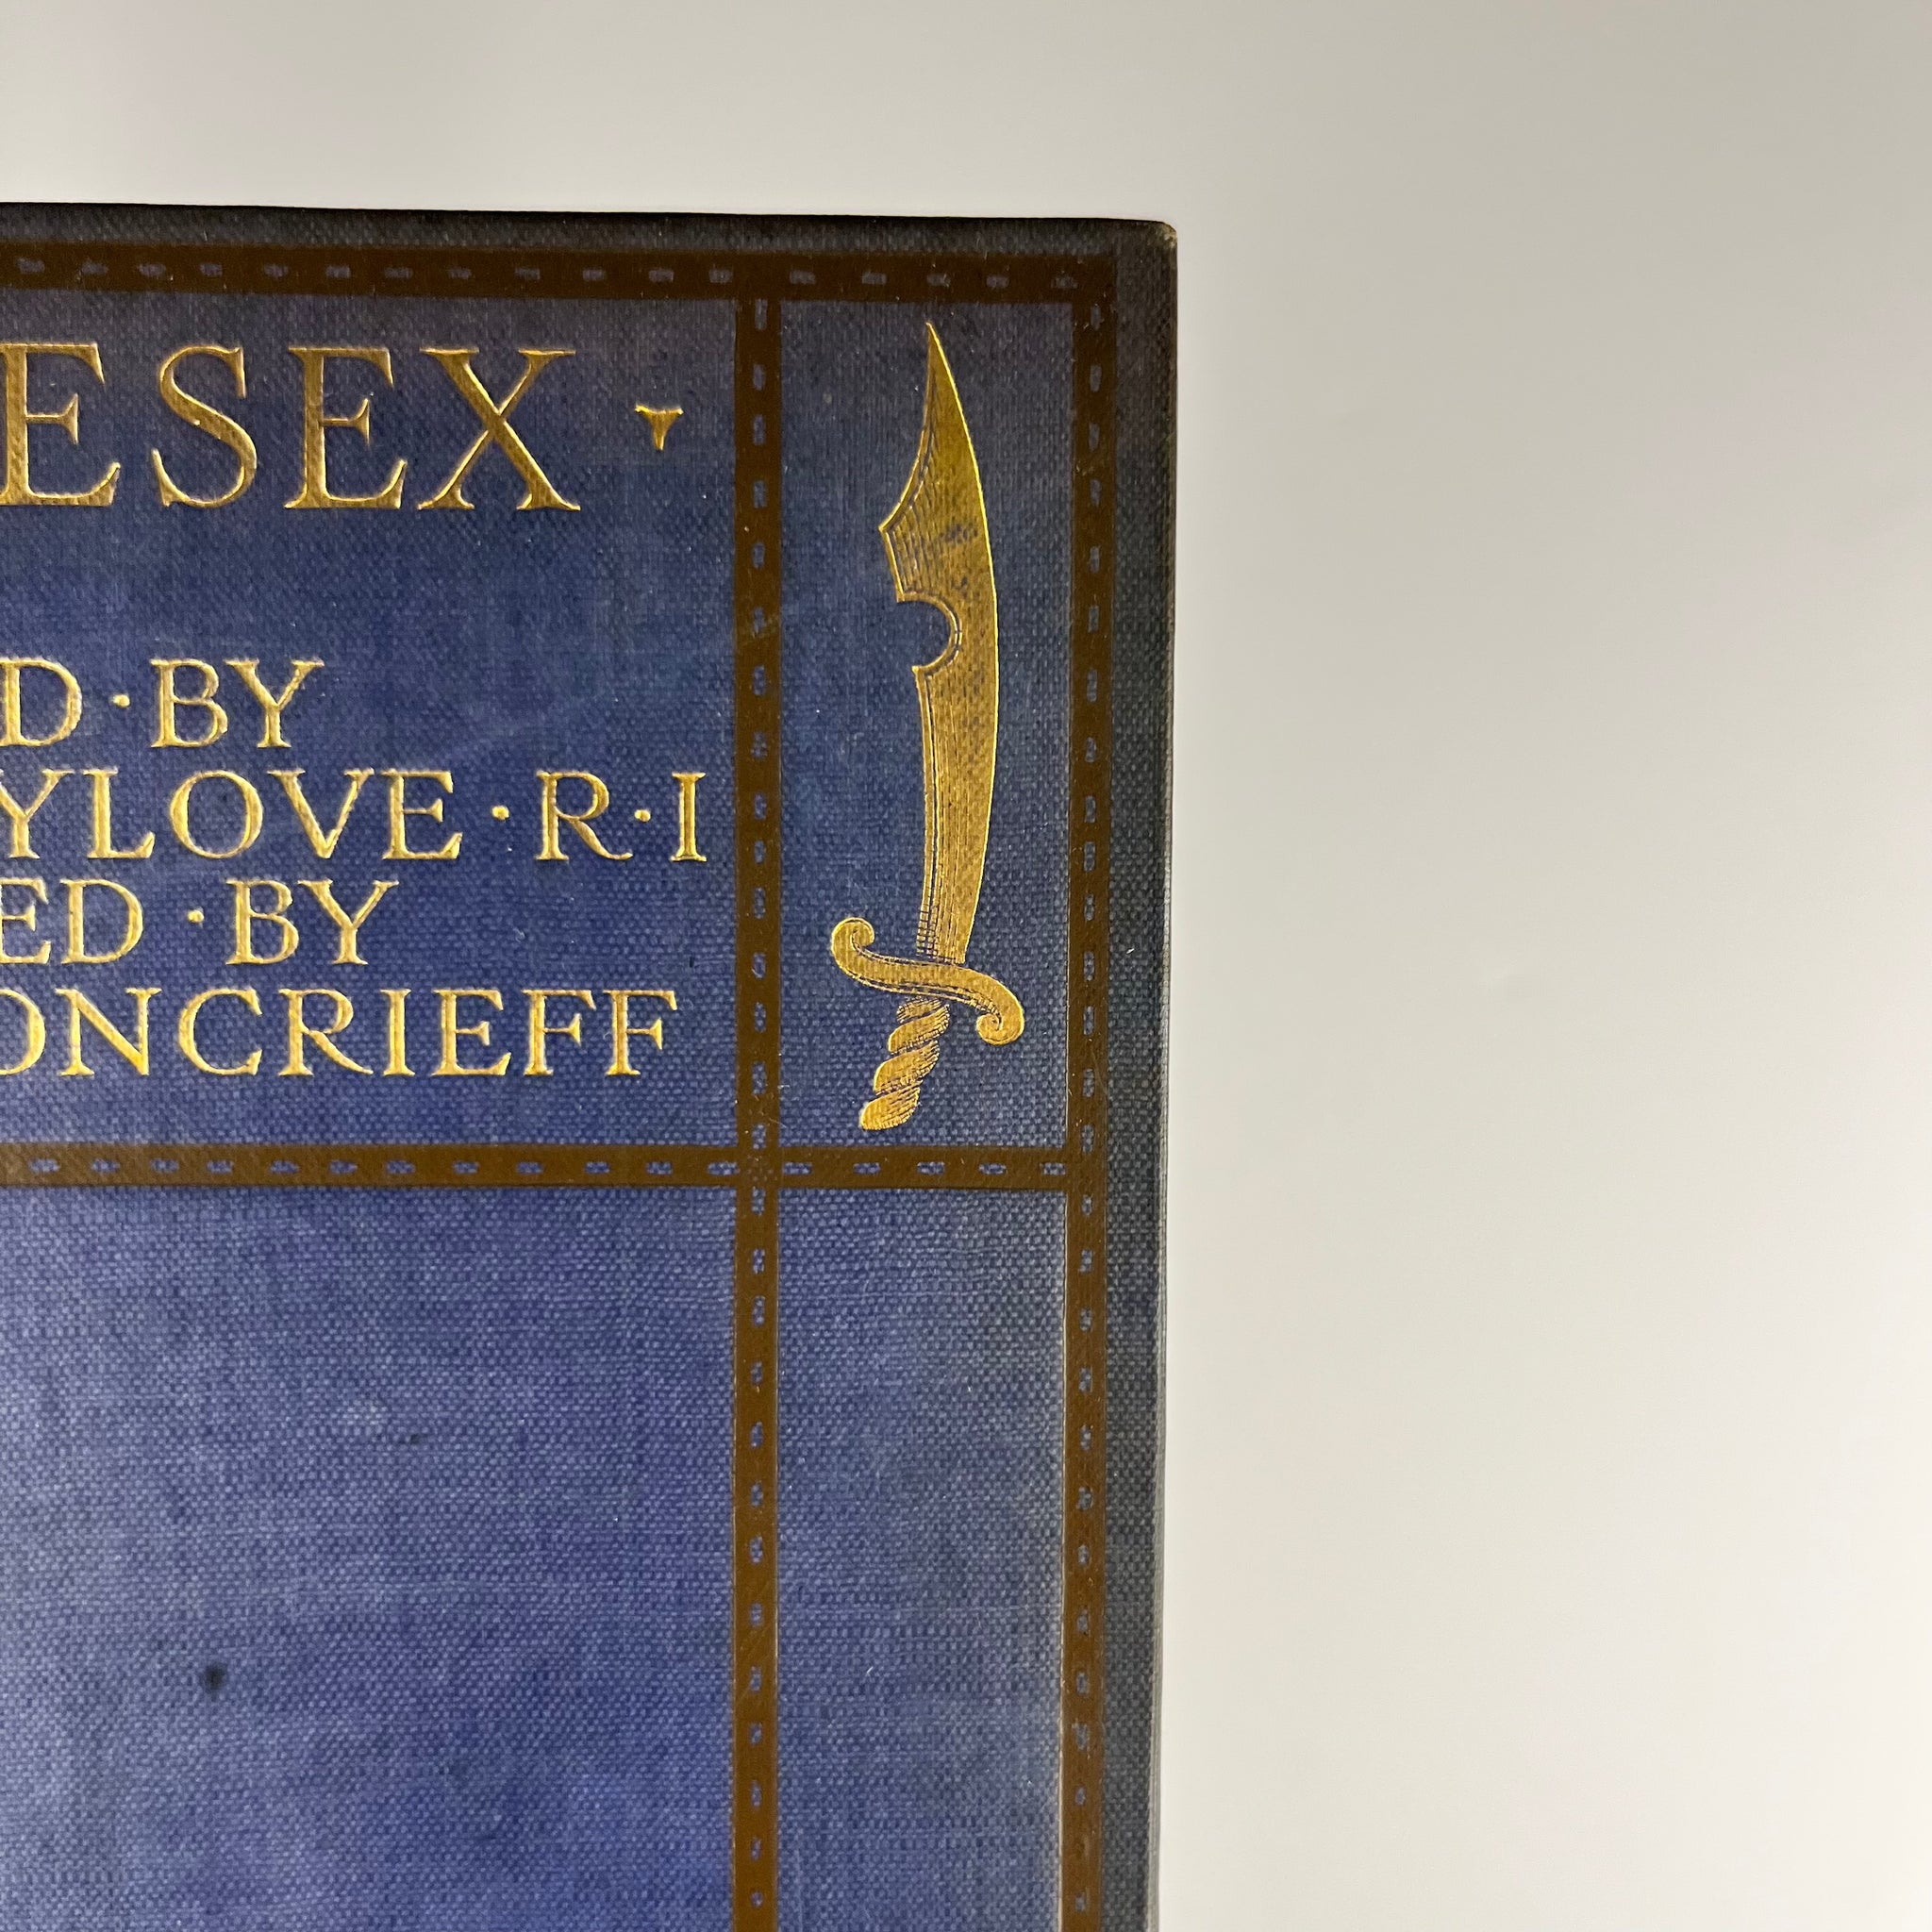 ESEX
D·BY
YLOVE·R·I
ED·BY
ONCRIEFF